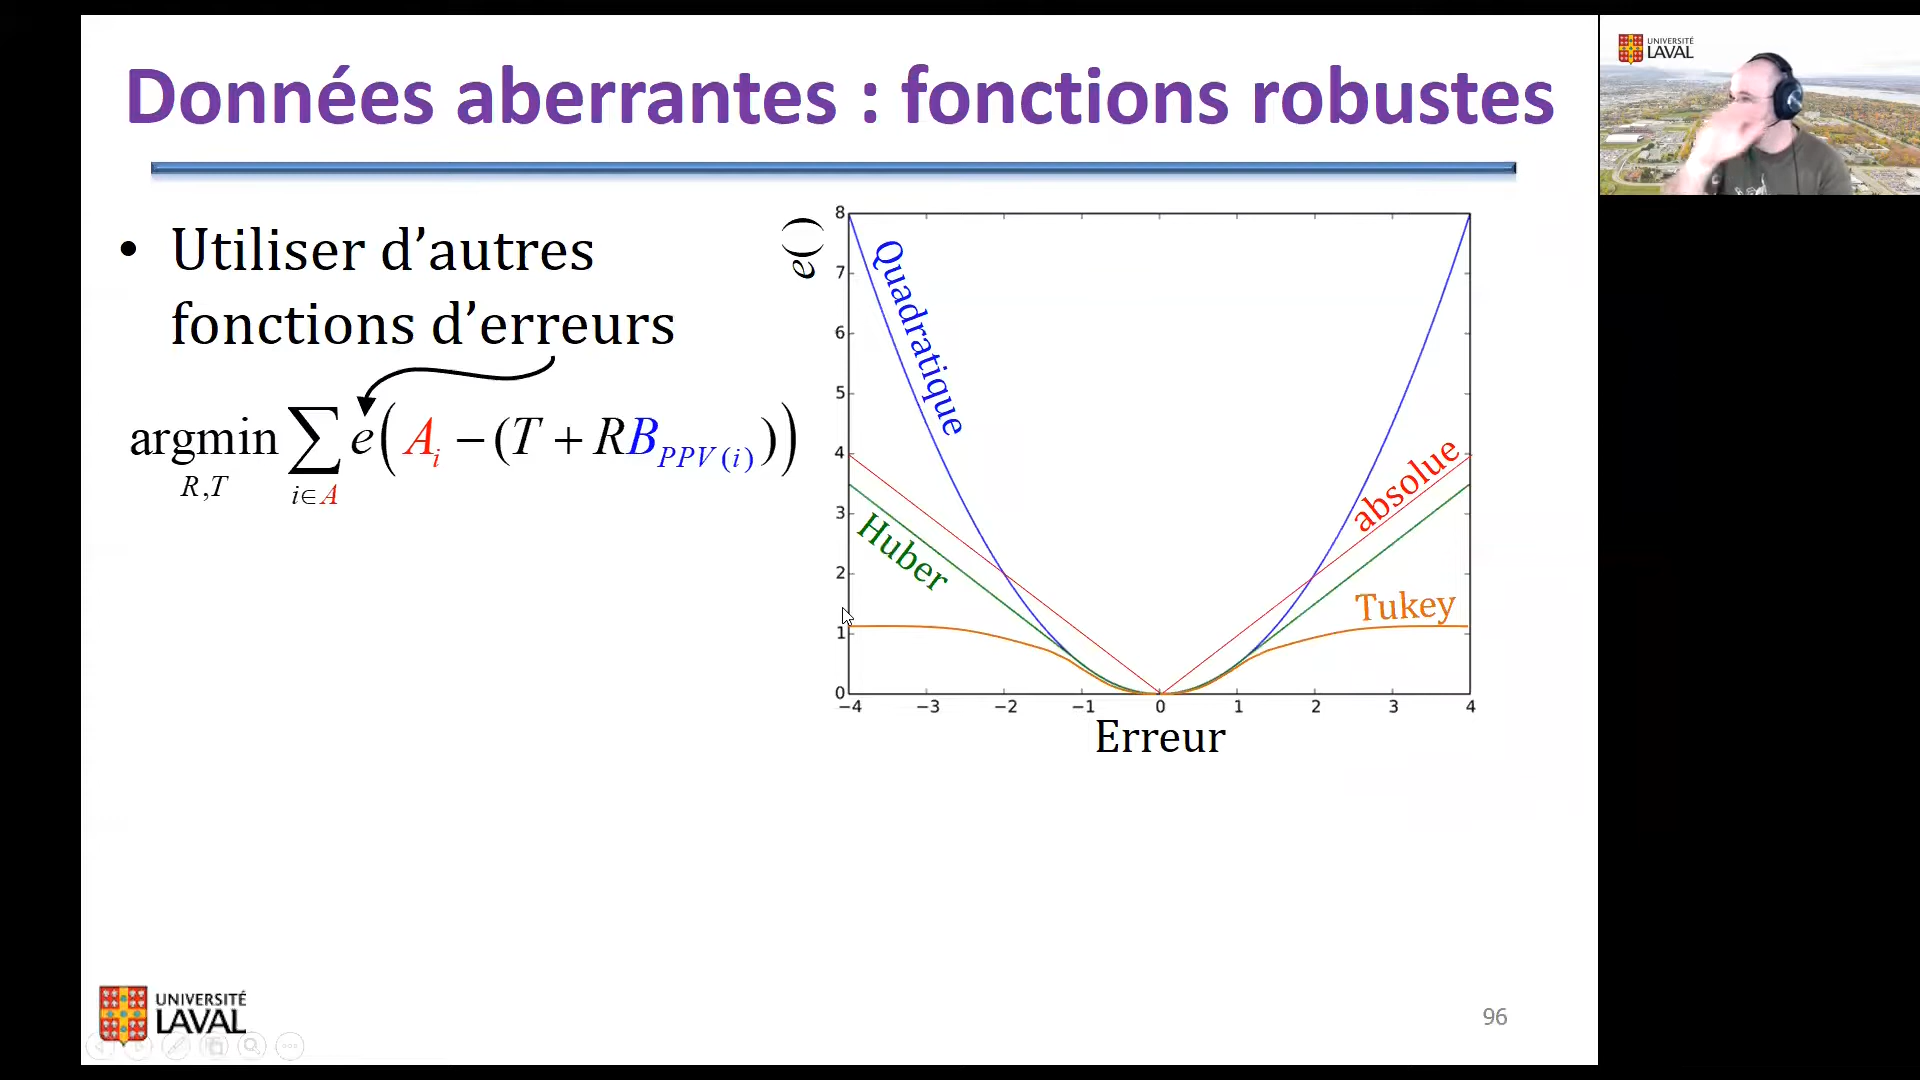 Données aberrantes : fonctions robustes
• Utiliser d’autres
fonctions d’erreurs
argmin ∑ e(A_i − (T + RB_PPV(i)))
R,T i∈A
e()
8
7
6
5
4
3
2
1
0
Quadratique
absolue
Huber
Tukey
−4 −3 −2 −1 0 1 2 3 4
Erreur
UNIVERSITÉ
LAVAL
96
UNIVERSITÉ
LAVAL